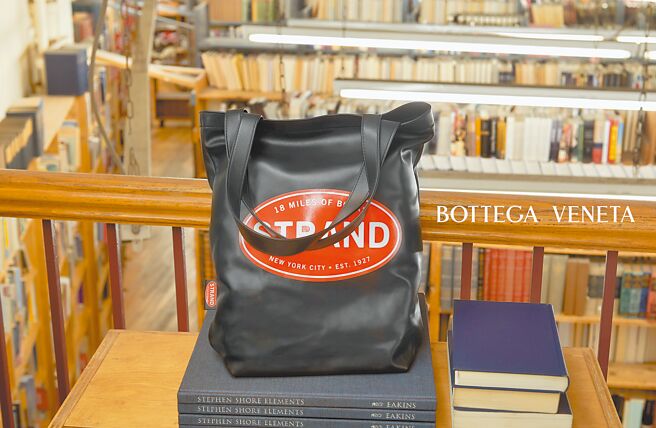 18 MILES OF B
STRAND
NEW YORK CITY • EST. 1927
STRAND
BOTTEGA VENETA
STEPHEN SHORE ELEMENTS EAKINS
STEPHEN SHORE ELEMENTS EAKINS
STEPHEN SHORE ELEMENTS EAKINS